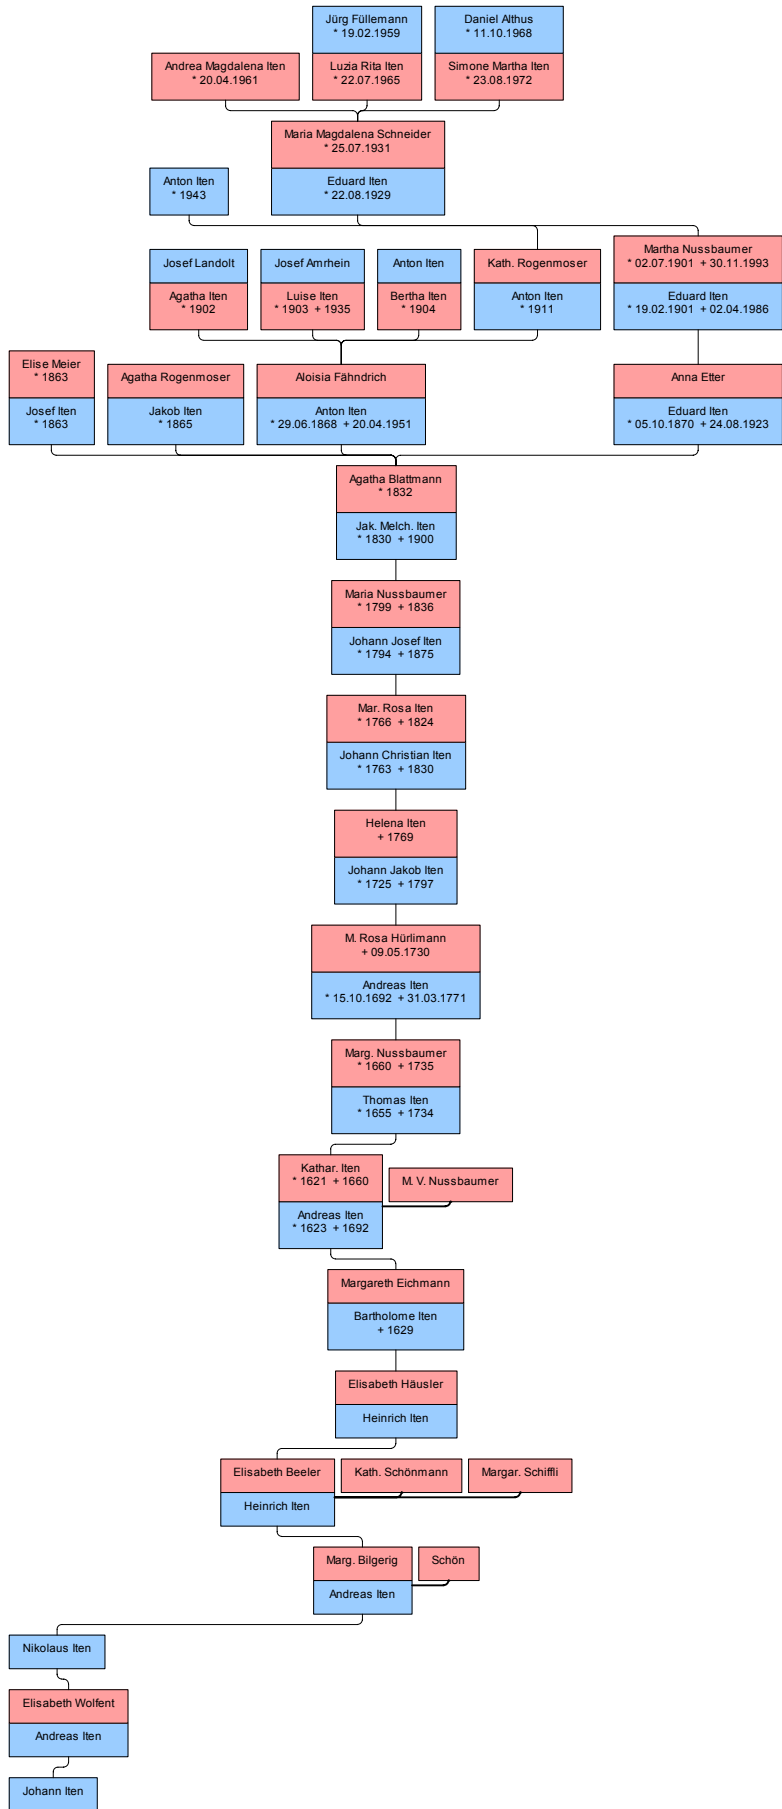 Jürg Füllemann
* 19.02.1959
Daniel Althus
* 11.10.1968
Andrea Magdalena Iten
* 20.04.1961
Luzia Rita Iten
* 22.07.1965
Simone Martha Iten
* 23.08.1972
Maria Magdalena Schneider
* 25.07.1931
Anton Iten
* 1943
Eduard Iten
* 22.08.1929
Josef Landolt
Josef Amrhein
Anton Iten
Kath. Rogenmoser
Martha Nussbaumer
* 02.07.1901 + 30.11.1993
Agatha Iten
* 1902
Luise Iten
* 1903 + 1935
Bertha Iten
* 1904
Anton Iten
* 1911
Eduard Iten
* 19.02.1901 + 02.04.1986
Elise Meier
* 1863
Agatha Rogenmoser
Aloisia Fähndrich
Anna Etter
Josef Iten
* 1863
Jakob Iten
* 1865
Anton Iten
* 29.06.1868 + 20.04.1951
Eduard Iten
* 05.10.1870 + 24.08.1923
Agatha Blattmann
* 1832
Jak. Melch. Iten
* 1830 + 1900
Maria Nussbaumer
* 1799 + 1836
Johann Josef Iten
* 1794 + 1875
Mar. Rosa Iten
* 1766 + 1824
Johann Christian Iten
* 1763 + 1830
Helena Iten
+ 1769
Johann Jakob Iten
* 1725 + 1797
M. Rosa Hürlimann
+ 09.05.1730
Andreas Iten
* 15.10.1692 + 31.03.1771
Marg. Nussbaumer
* 1660 + 1735
Thomas Iten
* 1655 + 1734
Kathar. Iten
* 1621 + 1660
M. V. Nussbaumer
Andreas Iten
* 1623 + 1692
Margareth Eichmann
Bartholome Iten
+ 1629
Elisabeth Häusler
Heinrich Iten
Elisabeth Beeler
Kath. Schönmann
Margar. Schiffli
Heinrich Iten
Marg. Bilgerig
Schön
Andreas Iten
Nikolaus Iten
Elisabeth Wolfent
Andreas Iten
Johann Iten